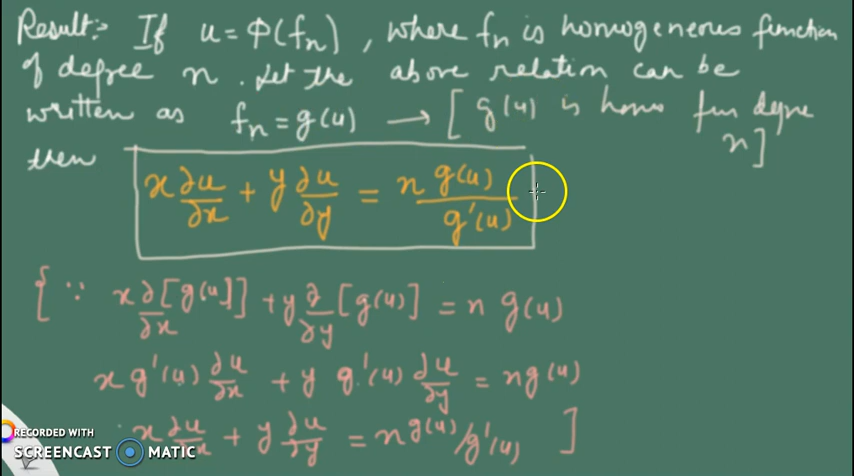 Result:- If u = Φ(fn), where fn is homogeneous function
of degree n. Let the above relation can be
written as fn = g(u) → [g(u) is homo fun degre
n]
then
x ∂u/∂x + y ∂u/∂y = n g(u)/g'(u)
{ ∵ x ∂/∂x [g(u)] + y ∂/∂y [g(u)] = n g(u)
x g'(u) ∂u/∂x + y g'(u) ∂u/∂y = n g(u)
x ∂u/∂x + y ∂u/∂y = n g(u)/g'(u) ]
RECORDED WITH
SCREENCAST MATIC